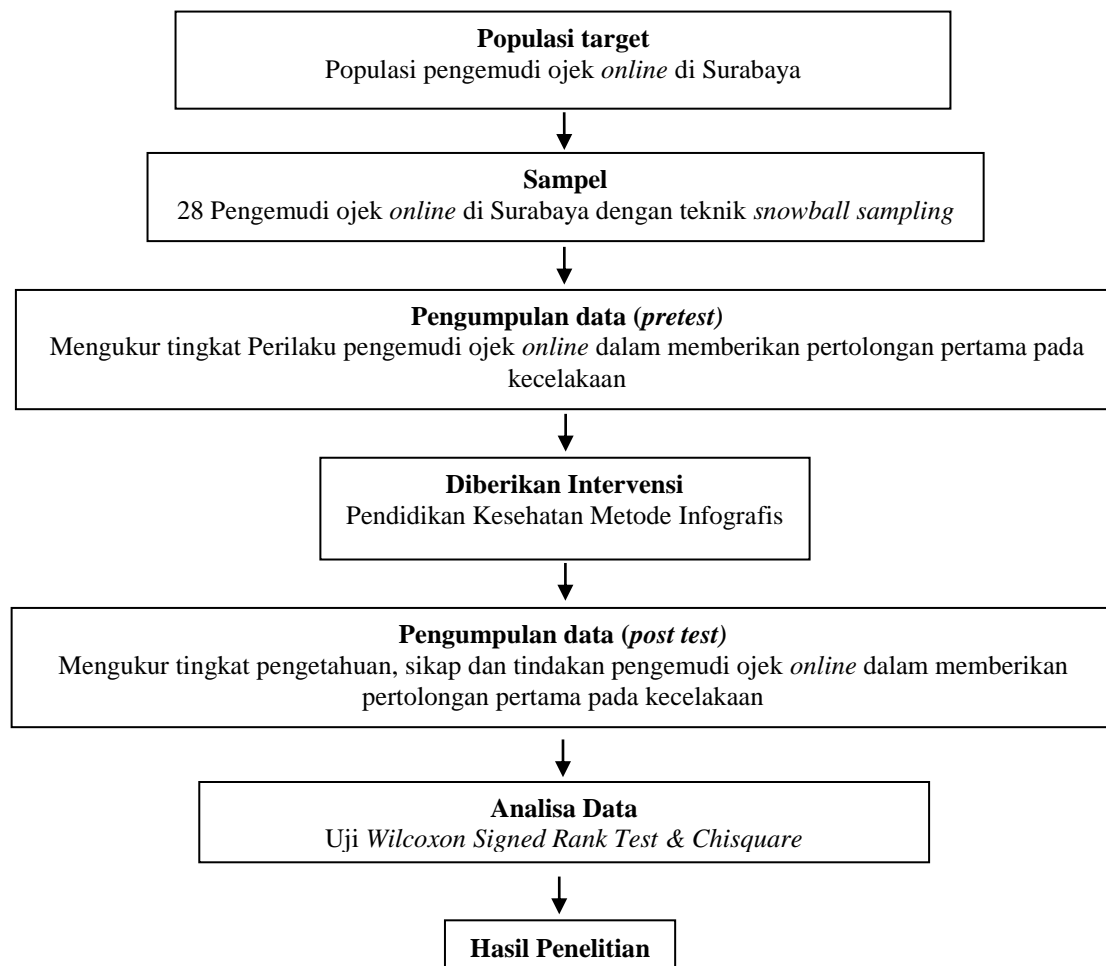 Populasi target
Populasi pengemudi ojek online di Surabaya
Sampel
28 Pengemudi ojek online di Surabaya dengan teknik snowball sampling
Pengumpulan data (pretest)
Mengukur tingkat Perilaku pengemudi ojek online dalam memberikan pertolongan pertama pada
kecelakaan
Diberikan Intervensi
Pendidikan Kesehatan Metode Infografis
Pengumpulan data (post test)
Mengukur tingkat pengetahuan, sikap dan tindakan pengemudi ojek online dalam memberikan
pertolongan pertama pada kecelakaan
Analisa Data
Uji Wilcoxon Signed Rank Test & Chisquare
Hasil Penelitian